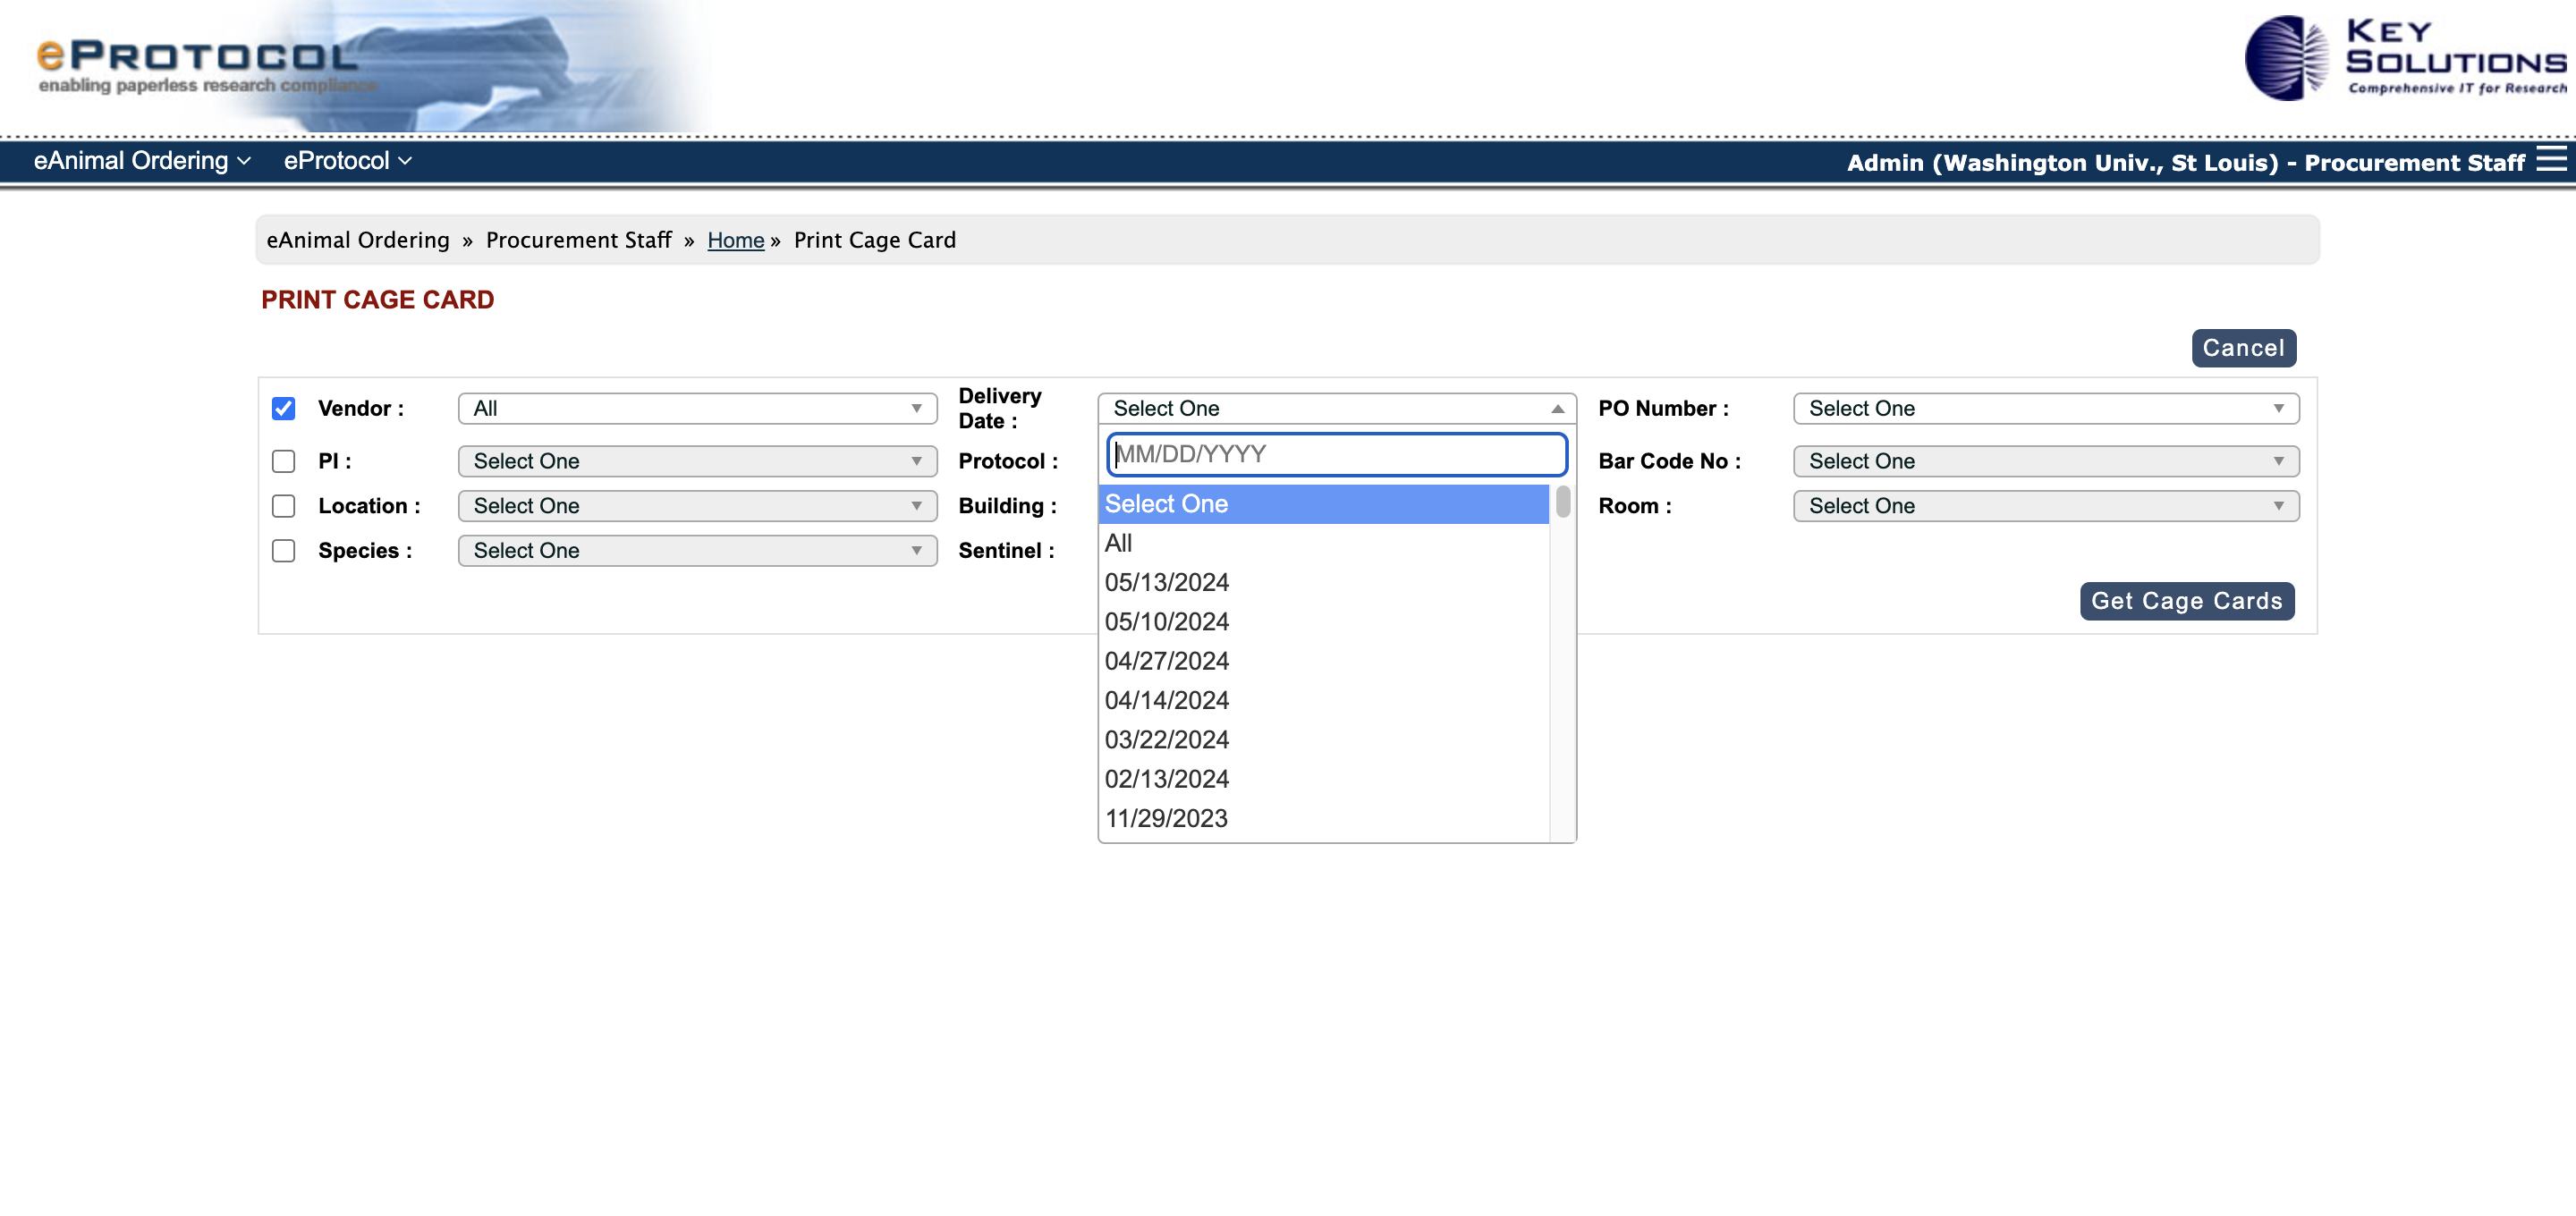 ePROTOCOL
enabling paperless research compliance
KEY
SOLUTIONS
Comprehensive IT for Research
eAnimal Ordering eProtocol Admin (Washington Univ., St Louis) - Procurement Staff
eAnimal Ordering » Procurement Staff » Home » Print Cage Card
PRINT CAGE CARD
Cancel
Vendor : All Delivery Date : Select One PO Number : Select One
MM/DD/YYYY
PI : Select One Protocol : Bar Code No : Select One
Select One
Location : Select One Building : Room : Select One
All
Species : Select One Sentinel :
05/13/2024
Get Cage Cards
05/10/2024
04/27/2024
04/14/2024
03/22/2024
02/13/2024
11/29/2023